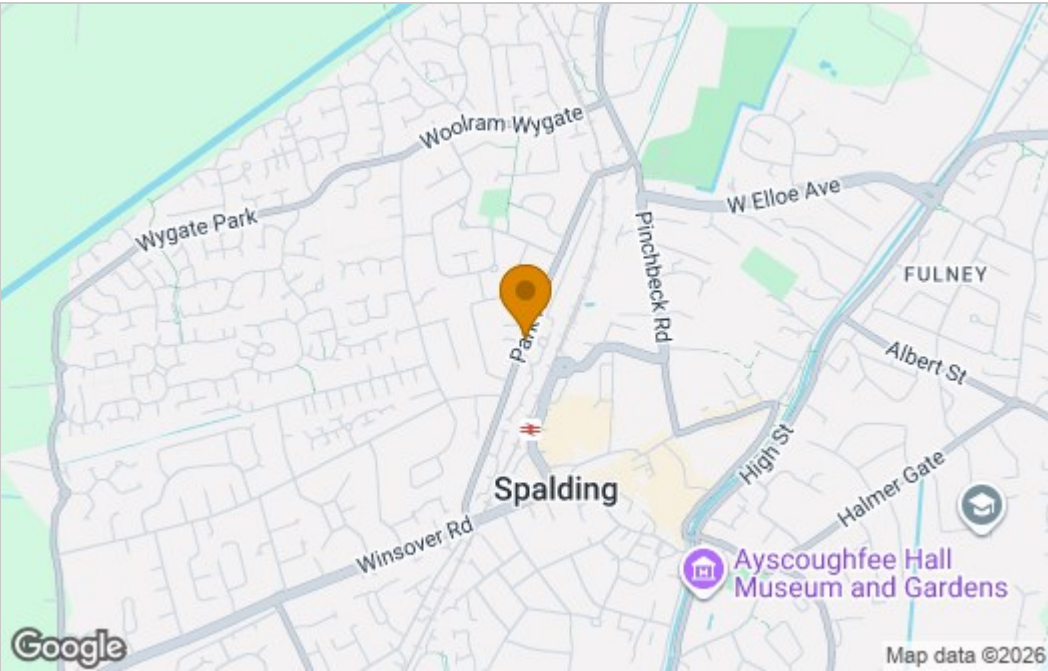 Woolram Wygate
W Elloe Ave
Wygate Park
Pinchbeck Rd
FULNEY
Park
Albert St
High St
Halmer Gate
Spalding
Winsover Rd
Ayscoughfee Hall
Museum and Gardens
Google
Map data ©2026